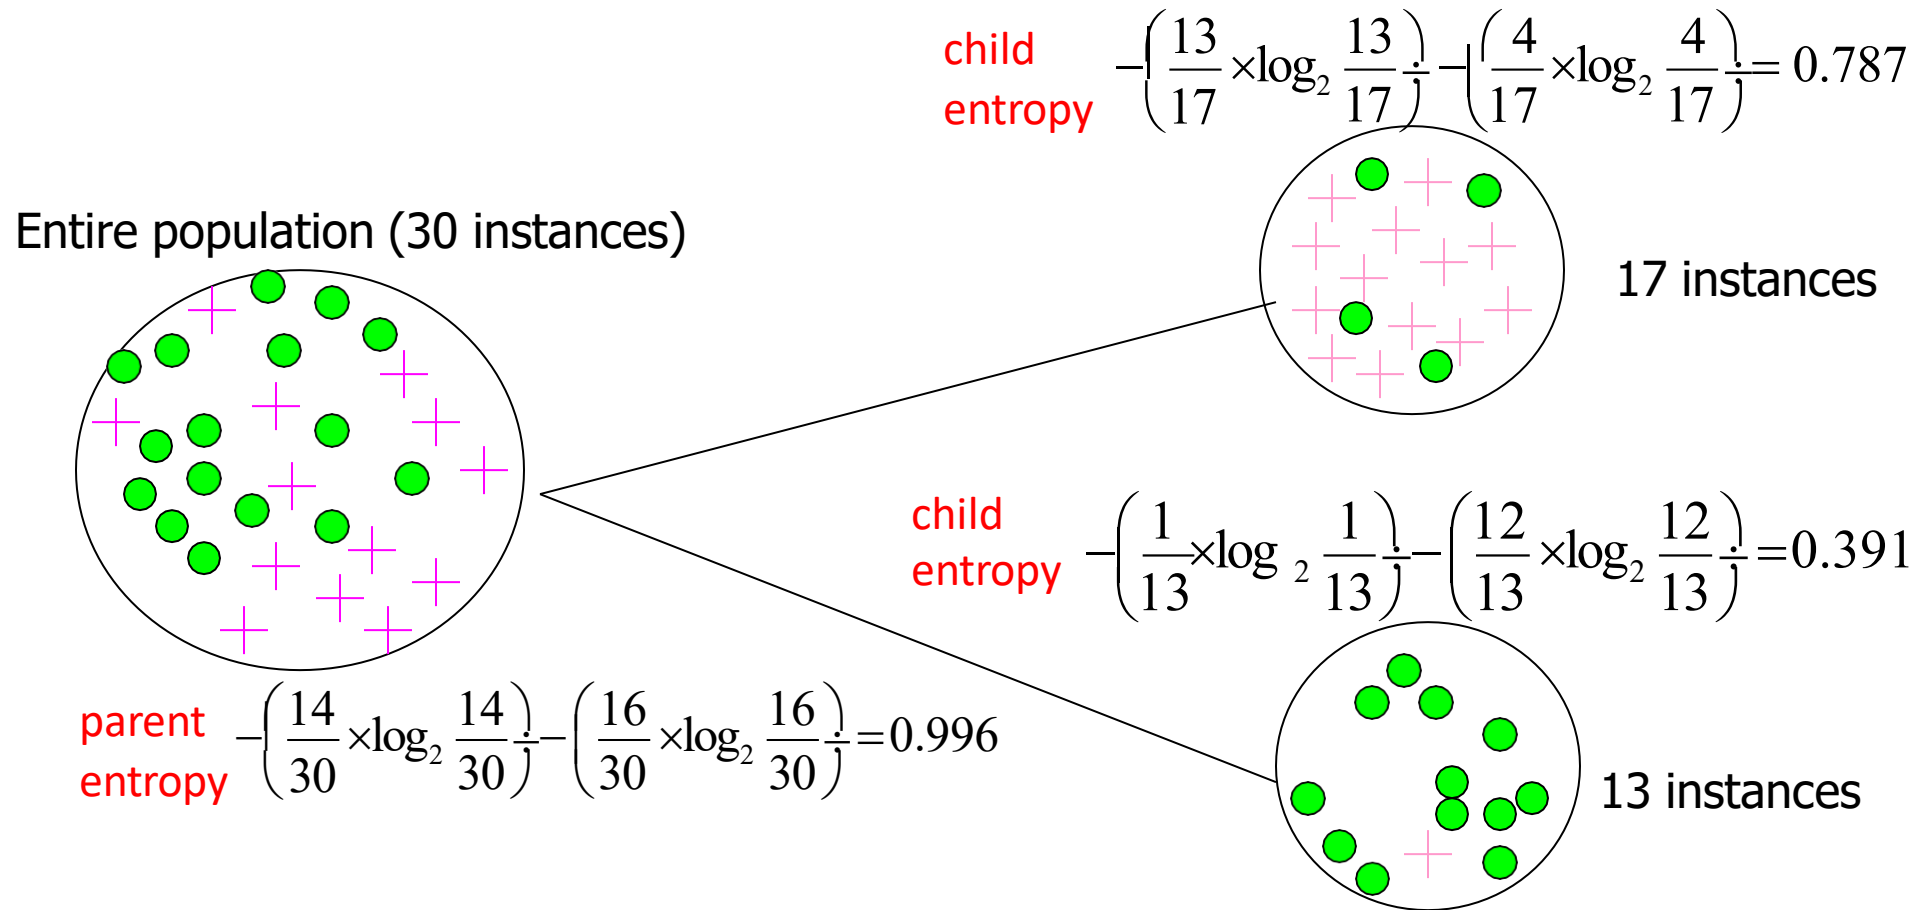 child entropy
−(13/17 × log₂ 13/17) − (4/17 × log₂ 4/17) = 0.787
Entire population (30 instances)
17 instances
child entropy
−(1/13 × log ₂ 1/13) − (12/13 × log₂ 12/13) = 0.391
parent entropy
−(14/30 × log₂ 14/30) − (16/30 × log₂ 16/30) = 0.996
13 instances